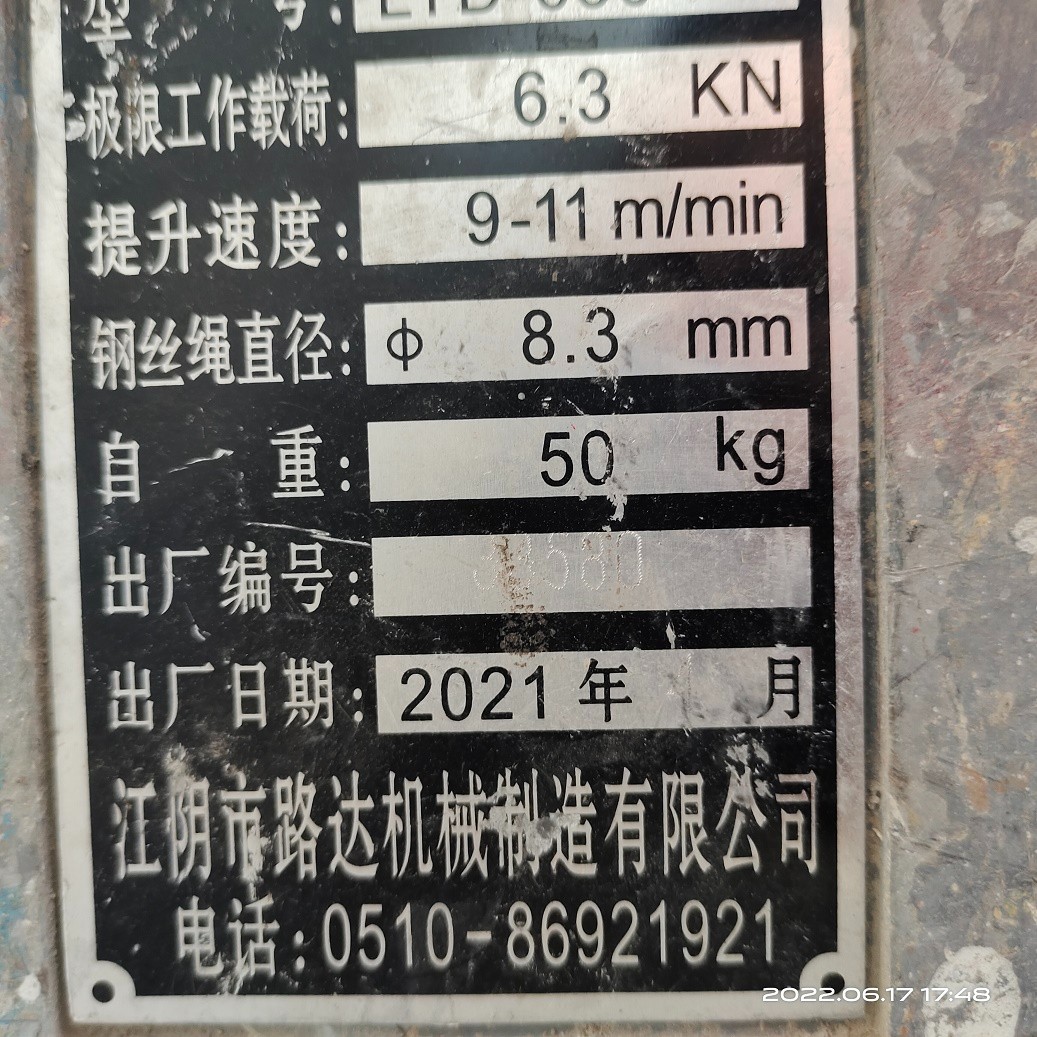 型 号:
极限工作载荷: 6.3 KN
提升速度: 9-11 m/min
钢丝绳直径: ф 8.3 mm
自 重: 50 kg
出厂编号:
出厂日期: 2021 年 月
江阴市路达机械制造有限公司
电话:0510-86921921
2022.06.17 17:48